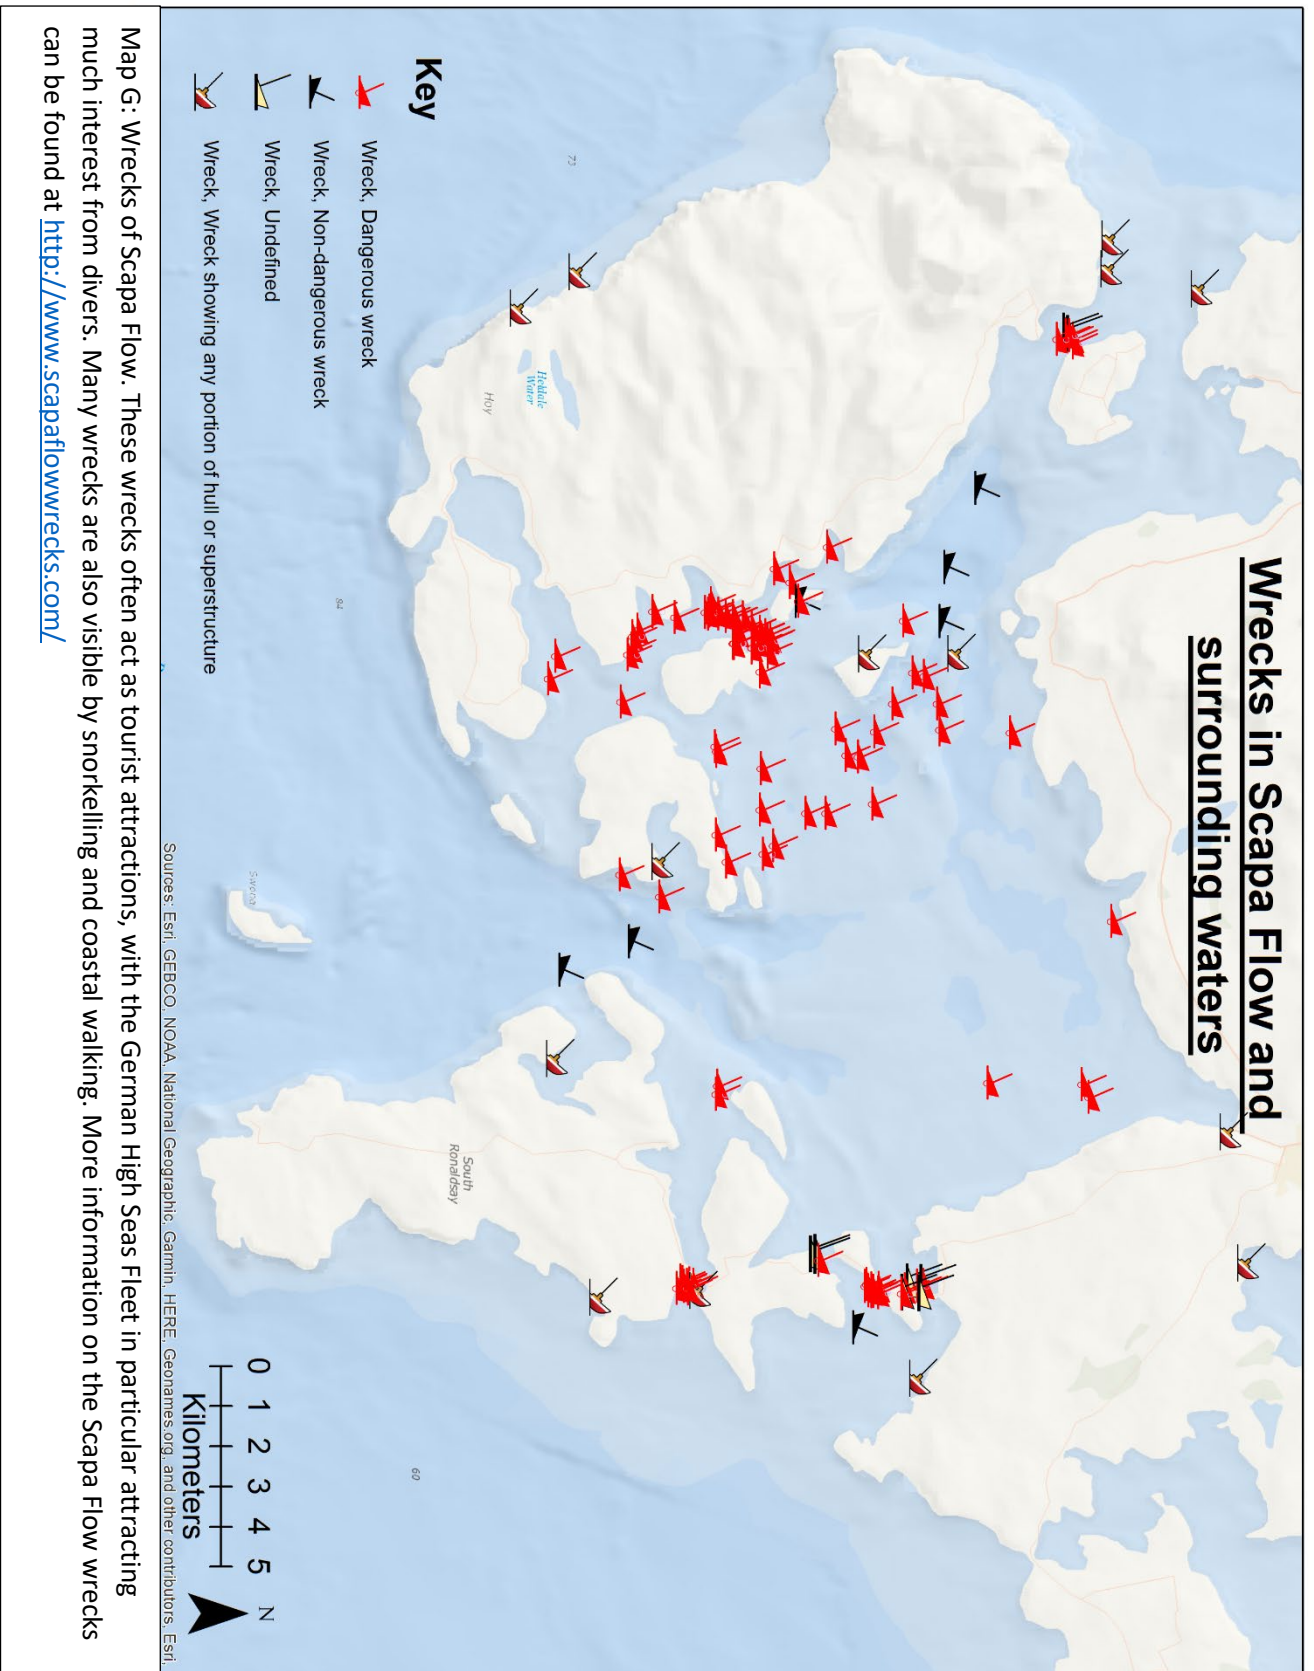 Wrecks in Scapa Flow and
surrounding waters
Key
Wreck, Dangerous wreck
Wreck, Non-dangerous wreck
Wreck, Undefined
Wreck, Wreck showing any portion of hull or superstructure
73
Heldale
Water
Hoy
84
Swona
South
Ronaldsay
60
0 1 2 3 4 5
Kilometers
N
Sources: Esri, GEBCO, NOAA, National Geographic, Garmin, HERE, Geonames.org, and other contributors, Esri,
Map G: Wrecks of Scapa Flow. These wrecks often act as tourist attractions, with the German High Seas Fleet in particular attracting
much interest from divers. Many wrecks are also visible by snorkelling and coastal walking. More information on the Scapa Flow wrecks
can be found at http://www.scapaflowwrecks.com/